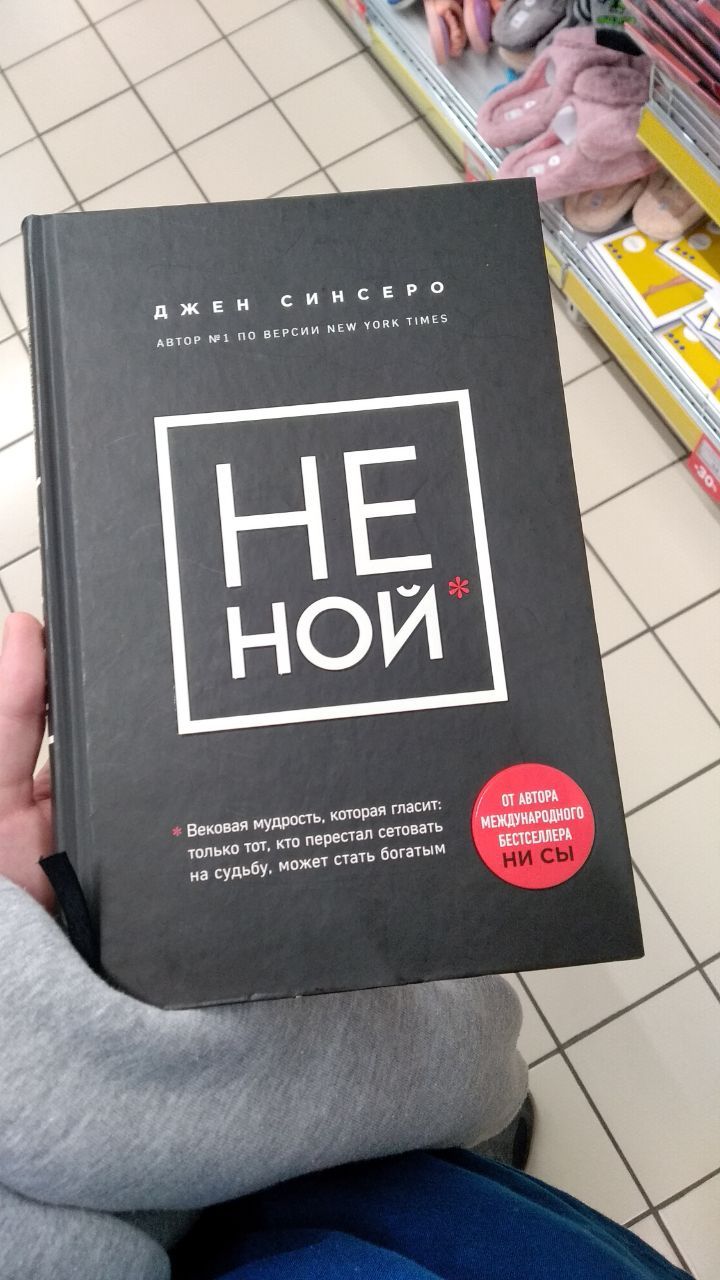 ДЖЕН СИНСЕРО
АВТОР №1 ПО ВЕРСИИ NEW YORK TIMES
НЕ
НОЙ*
* Вековая мудрость, которая гласит:
только тот, кто перестал сетовать
на судьбу, может стать богатым
ОТ АВТОРА
МЕЖДУНАРОДНОГО
БЕСТСЕЛЛЕРА
НИ СЫ
-30%